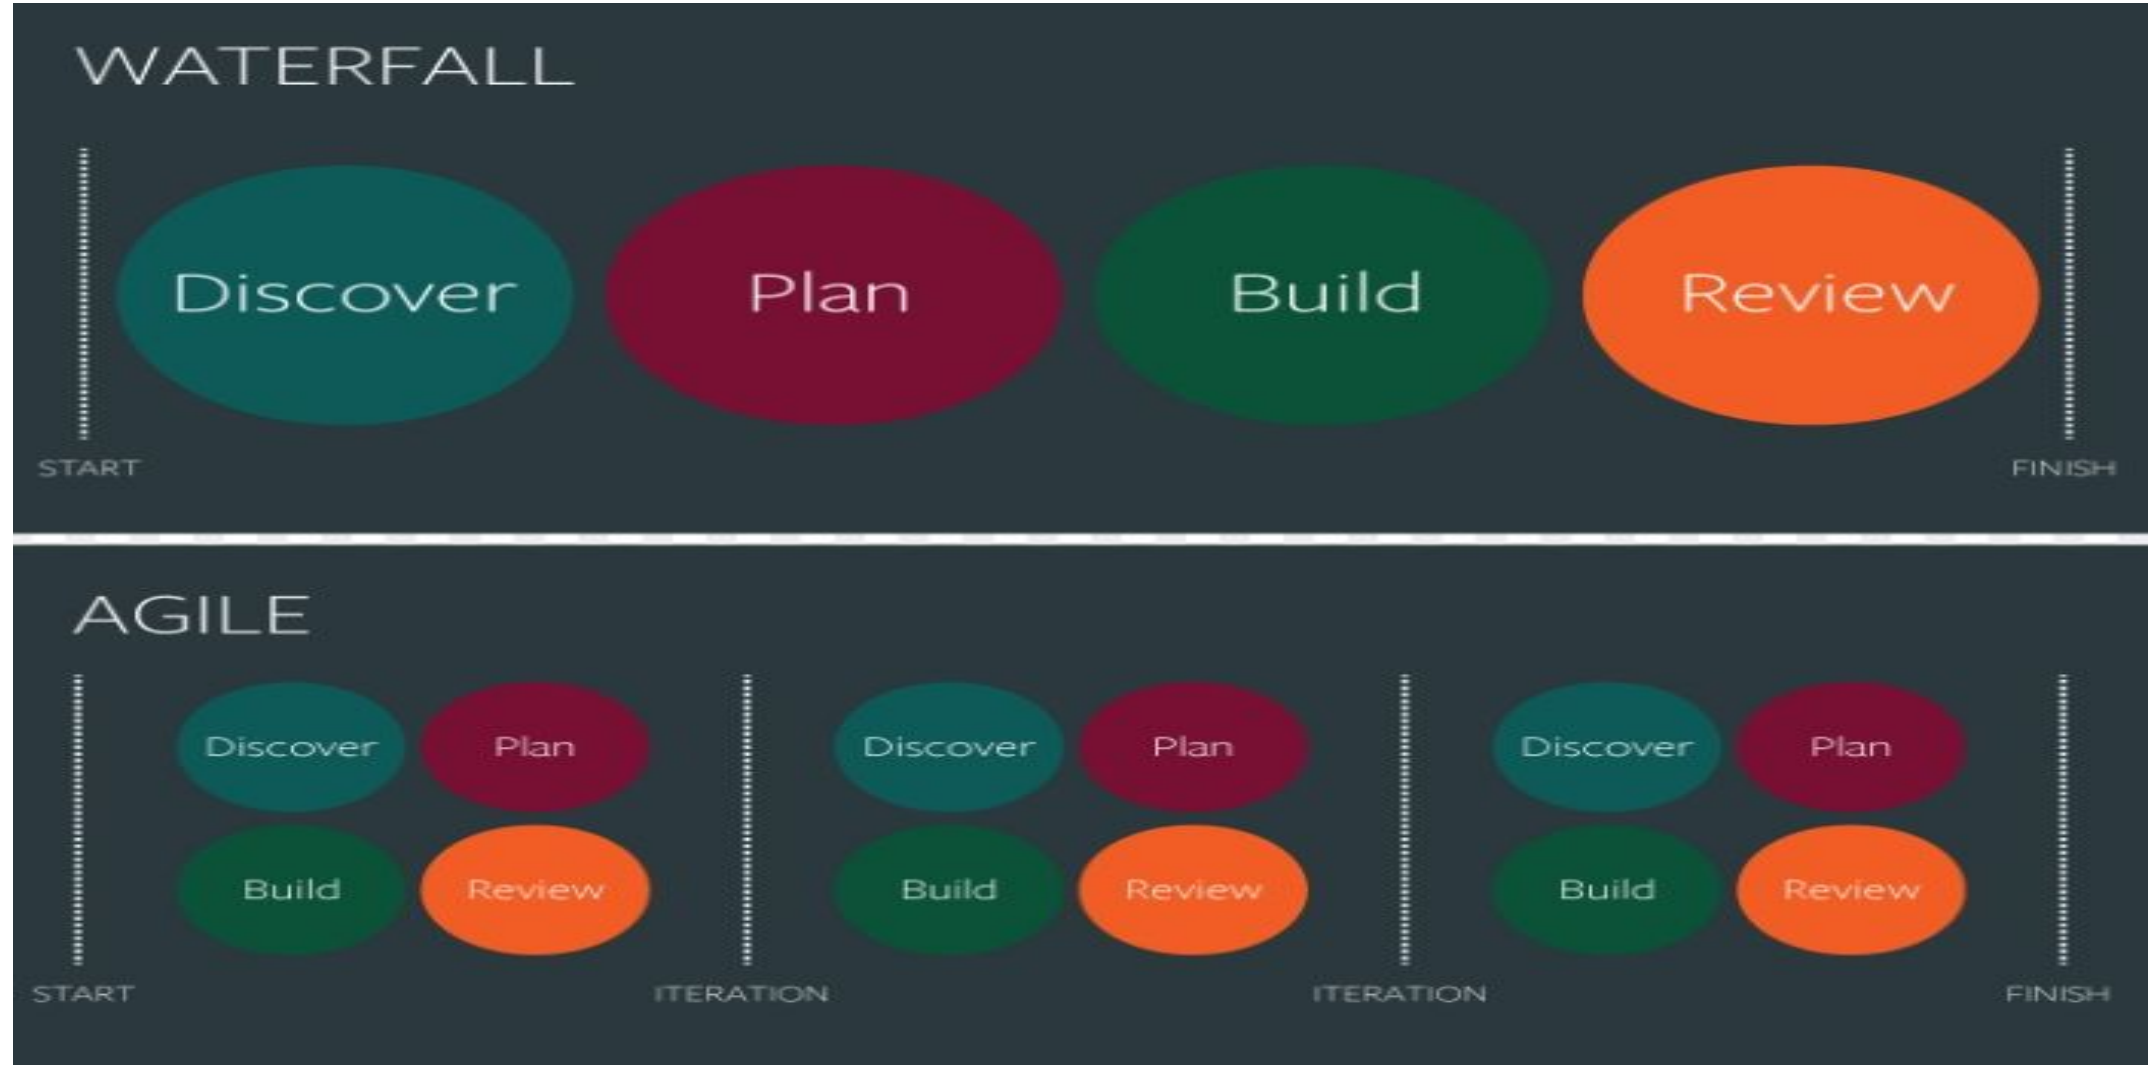 WATERFALL
Discover Plan Build Review
START FINISH
AGILE
Discover Plan Discover Plan Discover Plan
Build Review Build Review Build Review
START ITERATION ITERATION FINISH